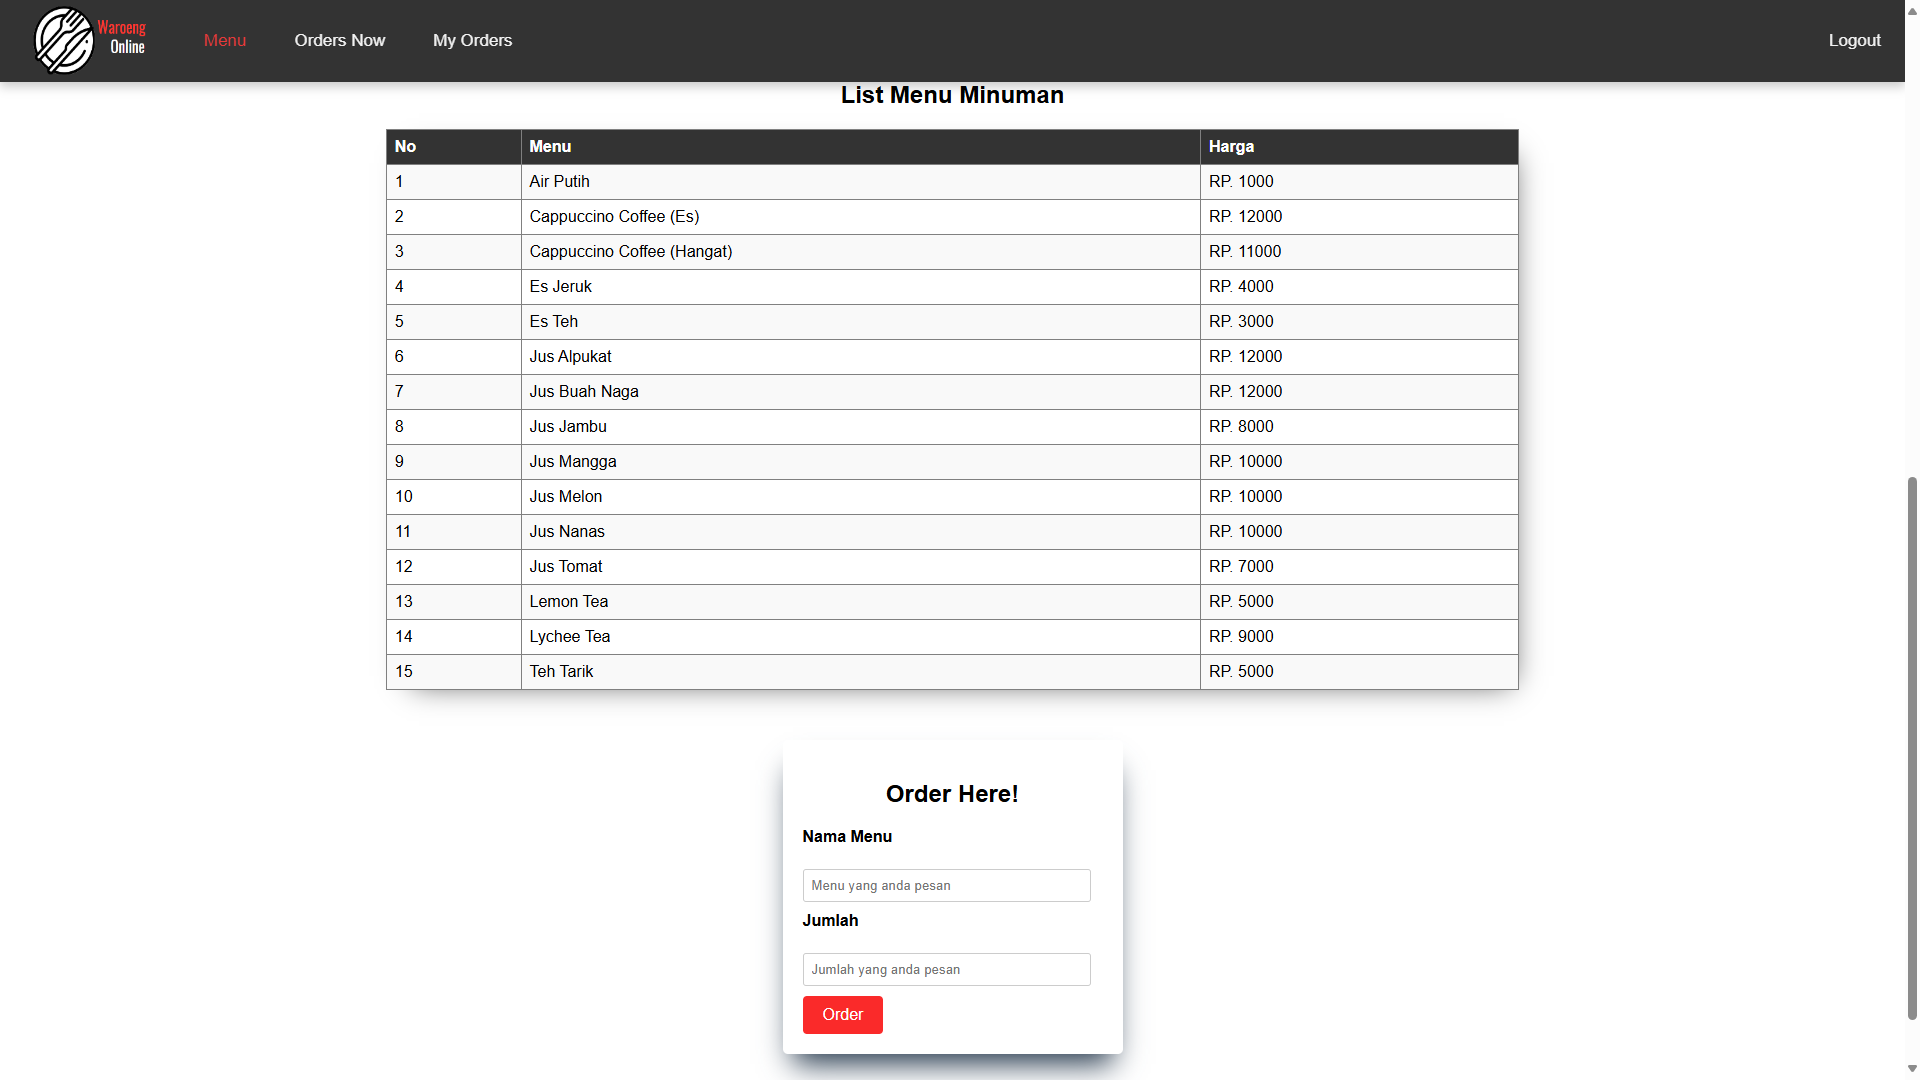 Waroeng
Online
Menu Orders Now My Orders Logout
List Menu Minuman
No Menu Harga
1 Air Putih RP. 1000
2 Cappuccino Coffee (Es) RP. 12000
3 Cappuccino Coffee (Hangat) RP. 11000
4 Es Jeruk RP. 4000
5 Es Teh RP. 3000
6 Jus Alpukat RP. 12000
7 Jus Buah Naga RP. 12000
8 Jus Jambu RP. 8000
9 Jus Mangga RP. 10000
10 Jus Melon RP. 10000
11 Jus Nanas RP. 10000
12 Jus Tomat RP. 7000
13 Lemon Tea RP. 5000
14 Lychee Tea RP. 9000
15 Teh Tarik RP. 5000
Order Here!
Nama Menu
Menu yang anda pesan
Jumlah
Jumlah yang anda pesan
Order